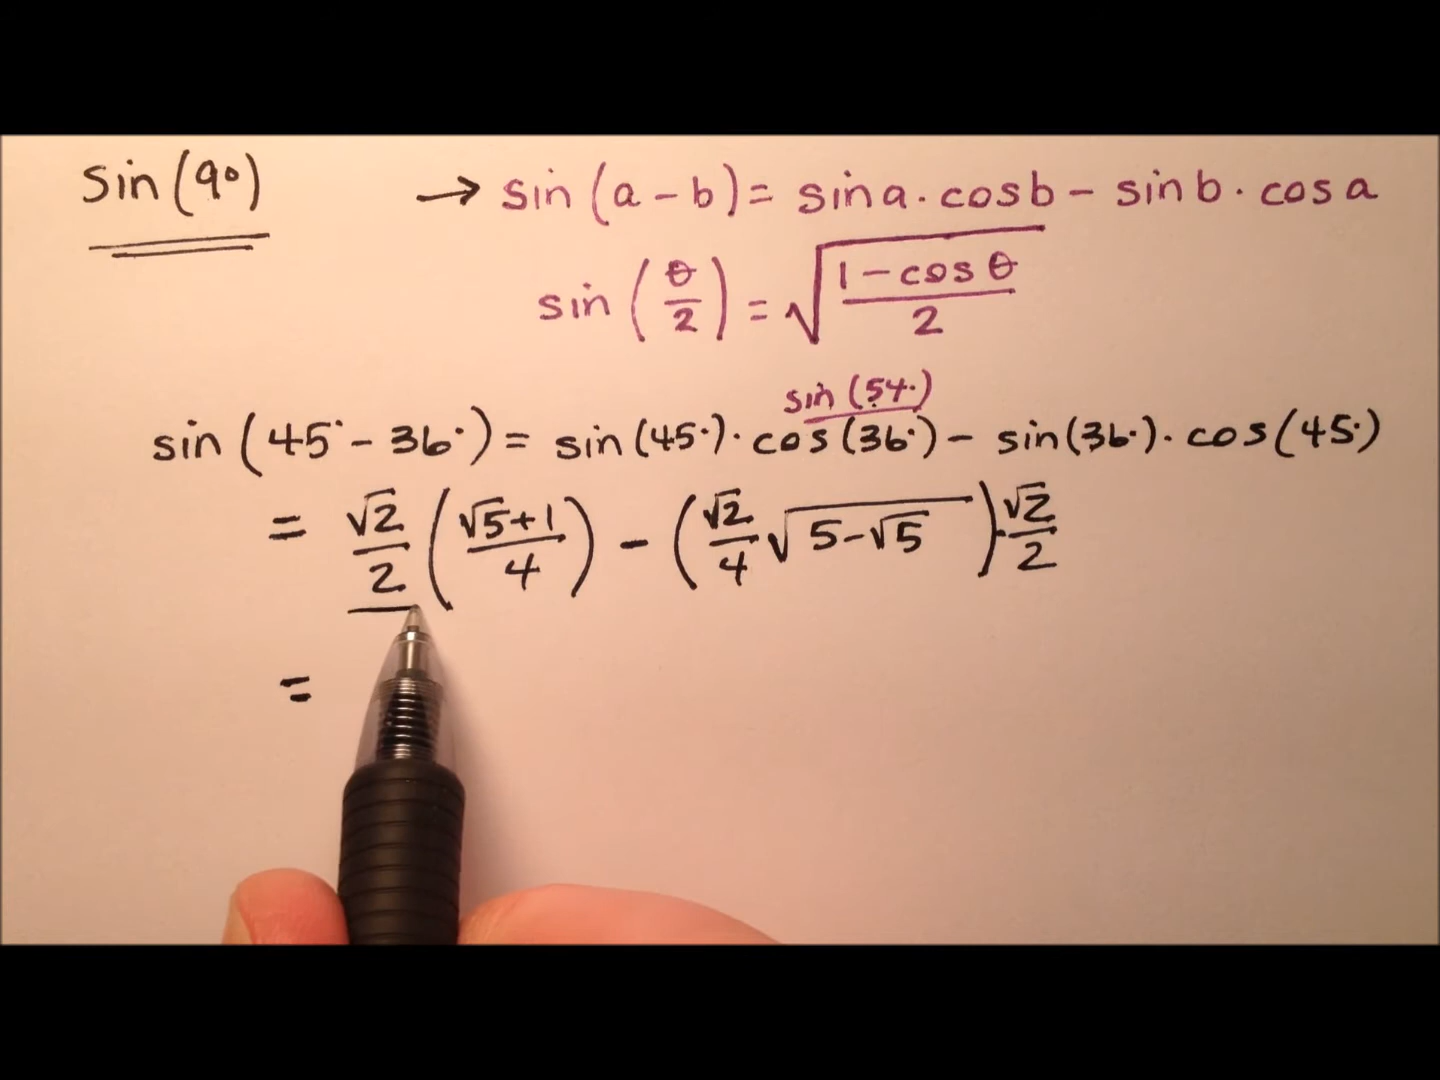 sin(9°) → sin(a-b) = sin a · cos b - sin b · cos a
sin(θ/2) = √((1 - cos θ)/2)
sin(54°)
sin(45° - 36°) = sin(45°) · cos(36°) - sin(36°) · cos(45°)
= √2/2 ((√5+1)/4) - (√2/4 √(5-√5)) · √2/2
=